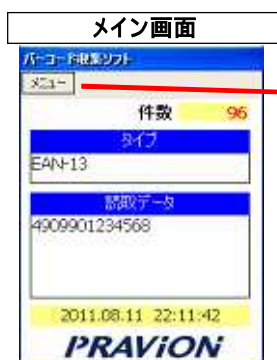 メイン画面
バーコード収集ソフト
メニュー
件数 96
タイプ
EAN-13
読取データ
4909901234568
2011.08.11 22:11:42
PRAViON